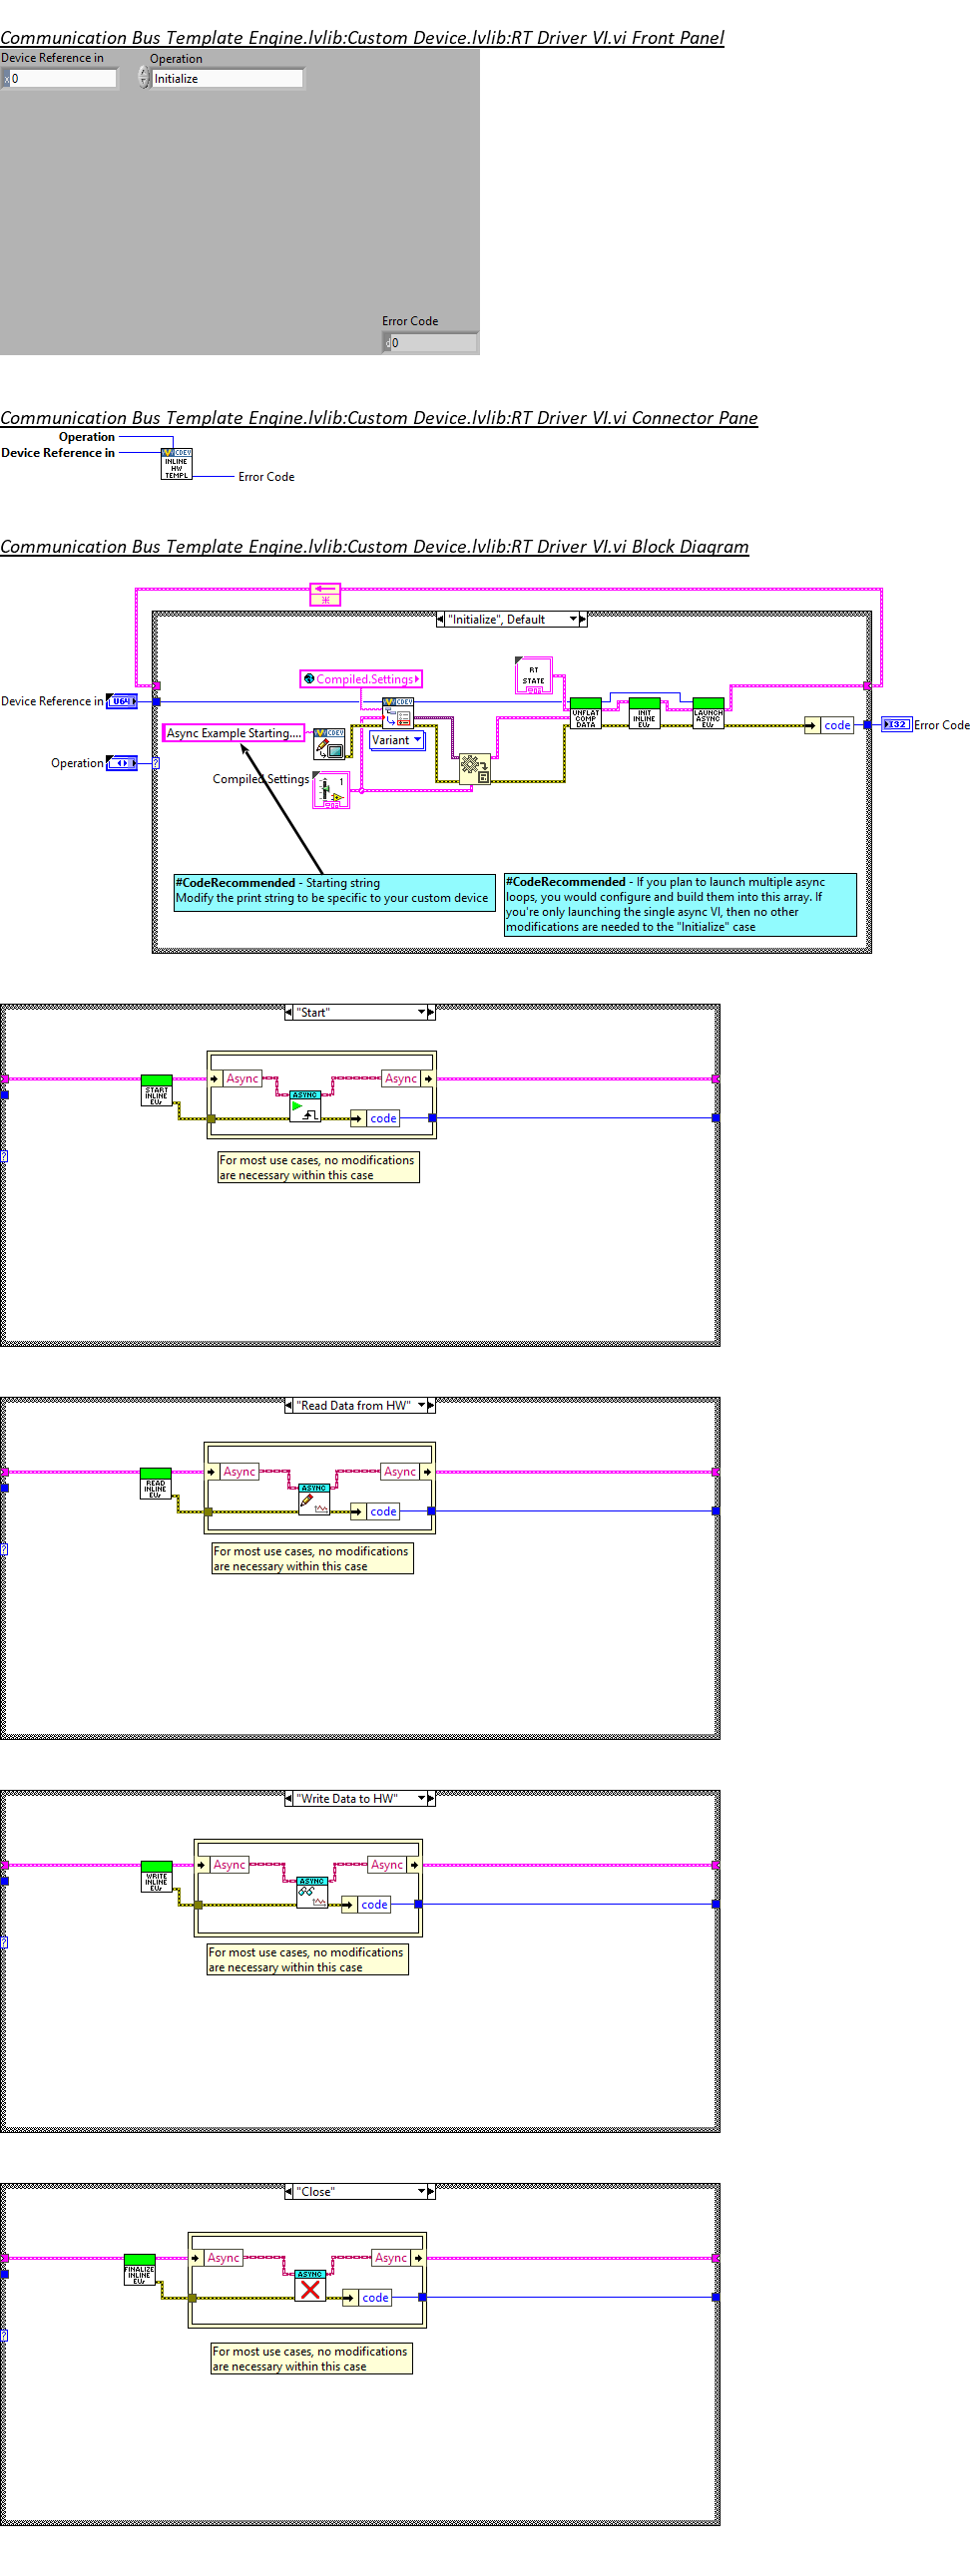 Communication Bus Template Engine.lvlib:Custom Device.lvlib:RT Driver VI.vi Front Panel
Device Reference in
Operation
x 0
Initialize
Error Code
d 0
Communication Bus Template Engine.lvlib:Custom Device.lvlib:RT Driver VI.vi Connector Pane
Operation
Device Reference in
CDEV
INLINE
HW
TEMPL
Error Code
Communication Bus Template Engine.lvlib:Custom Device.lvlib:RT Driver VI.vi Block Diagram
"Initialize", Default
RT
STATE
Compiled.Settings
Device Reference in
U64
CDEV
UNFLAT
COMP
DATA
INIT
INLINE
EVs
LAUNCH
ASYNC
EVs
code
I32
Error Code
Async Example Starting....
CDEV
Variant
Operation
Compiled.Settings
1
#CodeRecommended - Starting string
Modify the print string to be specific to your custom device
#CodeRecommended - If you plan to launch multiple async
loops, you would configure and build them into this array. If
you're only launching the single async VI, then no other
modifications are needed to the "Initialize" case
"Start"
START
INLINE
EVs
Async
ASYNC
Async
code
?
For most use cases, no modifications
are necessary within this case
"Read Data from HW"
READ
INLINE
EVs
Async
ASYNC
Async
code
?
For most use cases, no modifications
are necessary within this case
"Write Data to HW"
WRITE
INLINE
EVs
Async
ASYNC
Async
code
?
For most use cases, no modifications
are necessary within this case
"Close"
FINALIZE
INLINE
EVs
Async
ASYNC
Async
code
?
For most use cases, no modifications
are necessary within this case